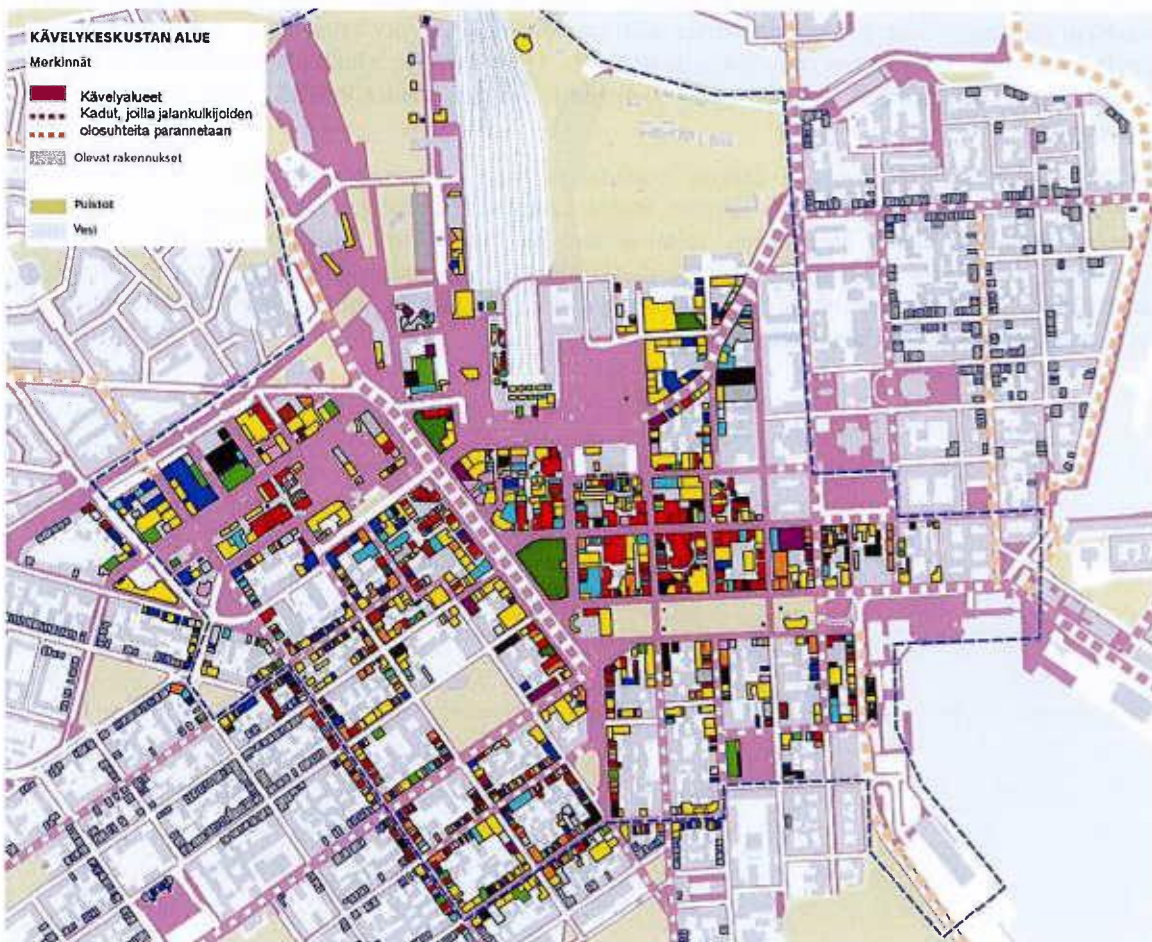 KÄVELYKESKUSTAN ALUE
Merkinnät
Kävelyalueet
Kadut, joilla jalankulkijoiden
olosuhteita parannetaan
Olevat rakennukset
Puistot
Vesi